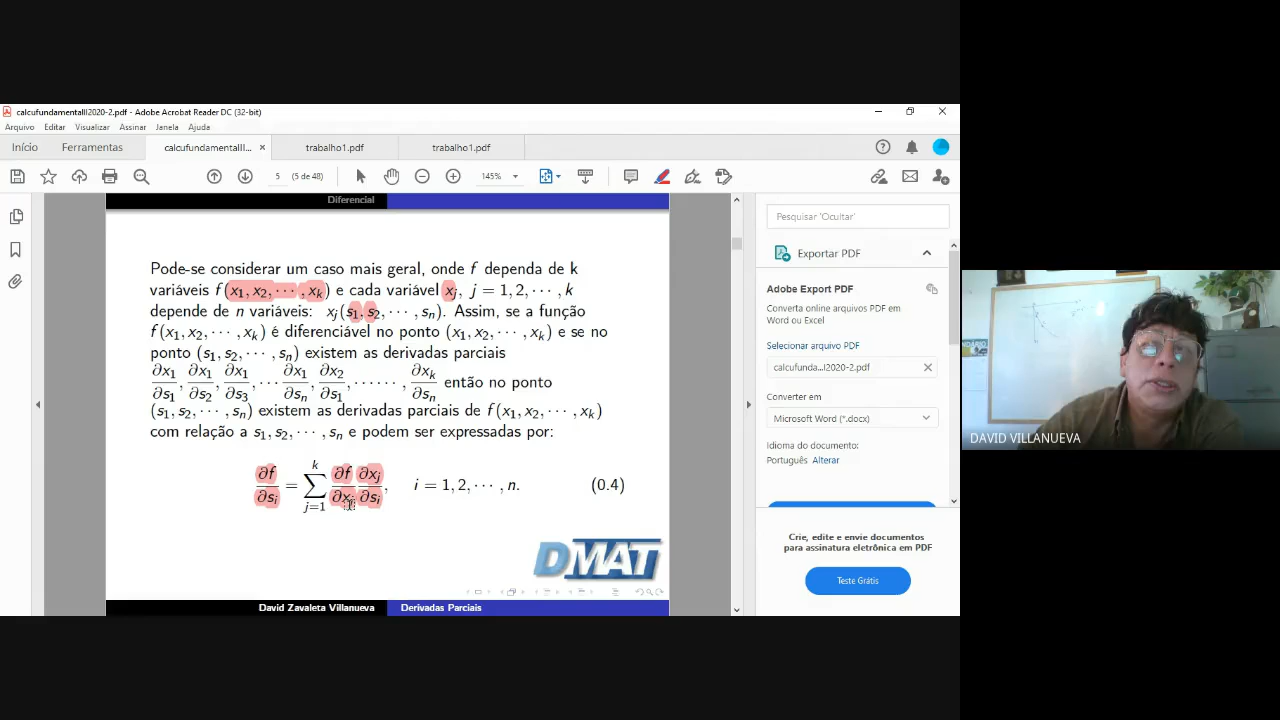 calcufundamentalII2020-2.pdf - Adobe Acrobat Reader DC (32-bit)
Arquivo Editar Visualizar Assinar Janela Ajuda
Início Ferramentas calcufundamentalII... × trabalho1.pdf trabalho1.pdf
5 (5 de 48) 145%
Diferencial
Pode-se considerar um caso mais geral, onde f dependa de k
variáveis f(x₁, x₂, ⋯ , xₖ) e cada variável xⱼ, j = 1, 2, ⋯ , k
depende de n variáveis: xⱼ(s₁, s₂, ⋯ , sₙ). Assim, se a função
f(x₁, x₂, ⋯ , xₖ) é diferenciável no ponto (x₁, x₂, ⋯ , xₖ) e se no
ponto (s₁, s₂, ⋯ , sₙ) existem as derivadas parciais
∂x₁/∂s₁, ∂x₁/∂s₂, ∂x₁/∂s₃, ⋯ ∂x₁/∂sₙ, ∂x₂/∂s₁, ⋯⋯ , ∂xₖ/∂sₙ então no ponto
(s₁, s₂, ⋯ , sₙ) existem as derivadas parciais de f(x₁, x₂, ⋯ , xₖ)
com relação a s₁, s₂, ⋯ , sₙ e podem ser expressadas por:
∂f/∂sᵢ = ∑ⱼ₌₁ᵏ ∂f/∂xⱼ ∂xⱼ/∂sᵢ, i = 1, 2, ⋯ , n. (0.4)
DMAT
David Zavaleta Villanueva Derivadas Parciais
Pesquisar 'Ocultar'
Exportar PDF
Adobe Export PDF
Converta online arquivos PDF em
Word ou Excel
Selecionar arquivo PDF
calcufunda...I2020-2.pdf
Converter em
Microsoft Word (*.docx)
Idioma do documento:
Português Alterar
Crie, edite e envie documentos
para assinatura eletrônica em PDF
Teste Grátis
DAVID VILLANUEVA